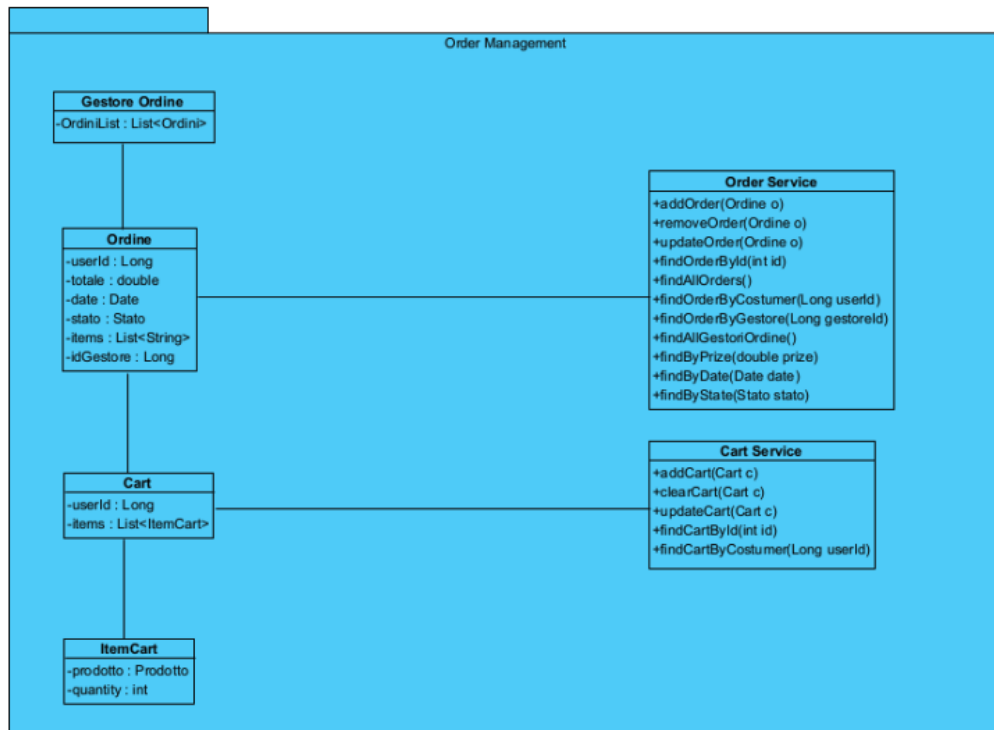 Order Management
Gestore Ordine
-OrdiniList : List<Ordini>
Ordine
-userId : Long
-totale : double
-date : Date
-stato : Stato
-items : List<String>
-idGestore : Long
Order Service
+addOrder(Ordine o)
+removeOrder(Ordine o)
+updateOrder(Ordine o)
+findOrderById(int id)
+findAllOrders()
+findOrderByCostumer(Long userId)
+findOrderByGestore(Long gestoreId)
+findAllGestoriOrdine()
+findByPrize(double prize)
+findByDate(Date date)
+findByState(Stato stato)
Cart
-userId : Long
-items : List<ItemCart>
Cart Service
+addCart(Cart c)
+clearCart(Cart c)
+updateCart(Cart c)
+findCartById(int id)
+findCartByCostumer(Long userId)
ItemCart
-prodotto : Prodotto
-quantity : int